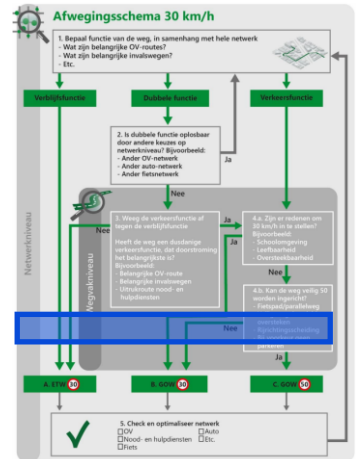 Afwegingsschema 30 km/h
1. Bepaal functie van de weg, in samenhang met hele netwerk
- Wat zijn belangrijke OV-routes?
- Wat zijn belangrijke invalswegen?
- Etc.
Verblijfsfunctie
Dubbele functie
Verkeersfunctie
2. Is dubbele functie oplosbaar
door andere keuzes op
netwerkniveau? Bijvoorbeeld:
- Ander OV-netwerk
- Ander auto-netwerk
- Ander fietsnetwerk
Ja
Nee
Netwerkniveau
Wegvakniveau
3. Weeg de verkeersfunctie af
tegen de verblijfsfunctie
Heeft de weg een dusdanige
verkeersfunctie, dat doorstroming
het belangrijkste is?
Bijvoorbeeld:
- Belangrijke OV-route
- Belangrijke invalsweg
- Uitrukroute nood- en
hulpdiensten
Nee
Ja
Ja
4.a. Zijn er redenen om
30 km/h in te stellen?
Bijvoorbeeld:
- Schoolomgeving
- Leefbaarheid
- Oversteekbaarheid
Nee
4.b. Kan de weg veilig 50
worden ingericht?
- Fietspad/parallelweg
oversteken
- Rijrichtingscheiding
parkeren
Nee
Ja
A. ETW 30
B. GOW 30
C. GOW 50
5. Check en optimaliseer netwerk
OV
Auto
Nood- en hulpdiensten
Etc.
Fiets